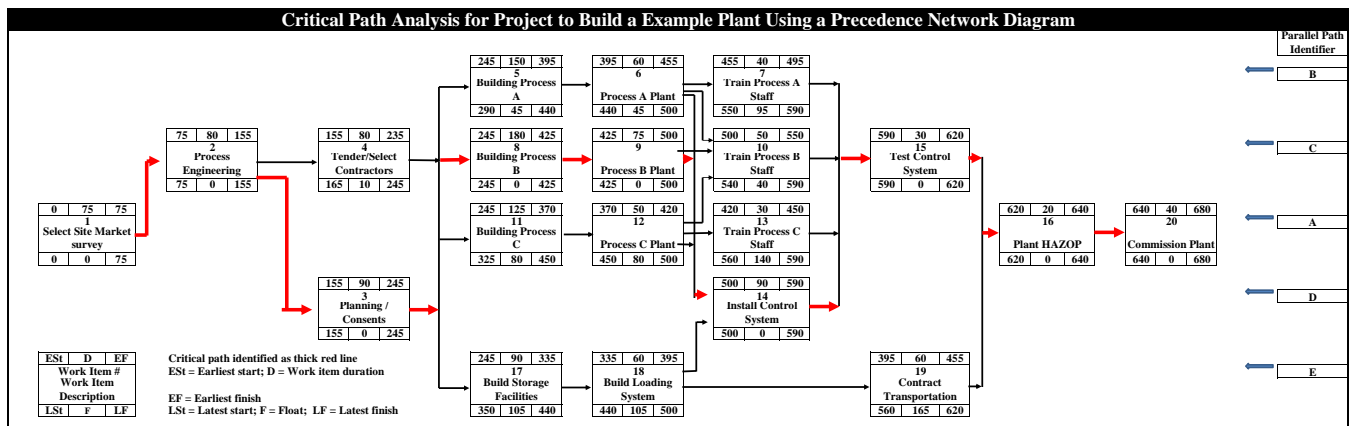 Critical Path Analysis for Project to Build a Example Plant Using a Precedence Network Diagram
Parallel Path
Identifier
B
C
A
D
E
0 75 75
1
Select Site Market
survey
0 0 75
75 80 155
2
Process
Engineering
75 0 155
155 80 235
4
Tender/Select
Contractors
165 10 245
155 90 245
3
Planning /
Consents
155 0 245
245 150 395
5
Building Process
A
290 45 440
395 60 455
6
Process A Plant
440 45 500
455 40 495
7
Train Process A
Staff
550 95 590
245 180 425
8
Building Process
B
245 0 425
425 75 500
9
Process B Plant
425 0 500
500 50 550
10
Train Process B
Staff
540 40 590
245 125 370
11
Building Process
C
325 80 450
370 50 420
12
Process C Plant
450 80 500
420 30 450
13
Train Process C
Staff
560 140 590
500 90 590
14
Install Control
System
500 0 590
590 30 620
15
Test Control
System
590 0 620
620 20 640
16
Plant HAZOP
620 0 640
640 40 680
20
Commission Plant
640 0 680
245 90 335
17
Build Storage
Facilities
350 105 440
335 60 395
18
Build Loading
System
440 105 500
395 60 455
19
Contract
Transportation
560 165 620
ESt D EF
Work Item #
Work Item
Description
LSt F LF
Critical path identified as thick red line
ESt = Earliest start; D = Work item duration
EF = Earliest finish
LSt = Latest start; F = Float; LF = Latest finish